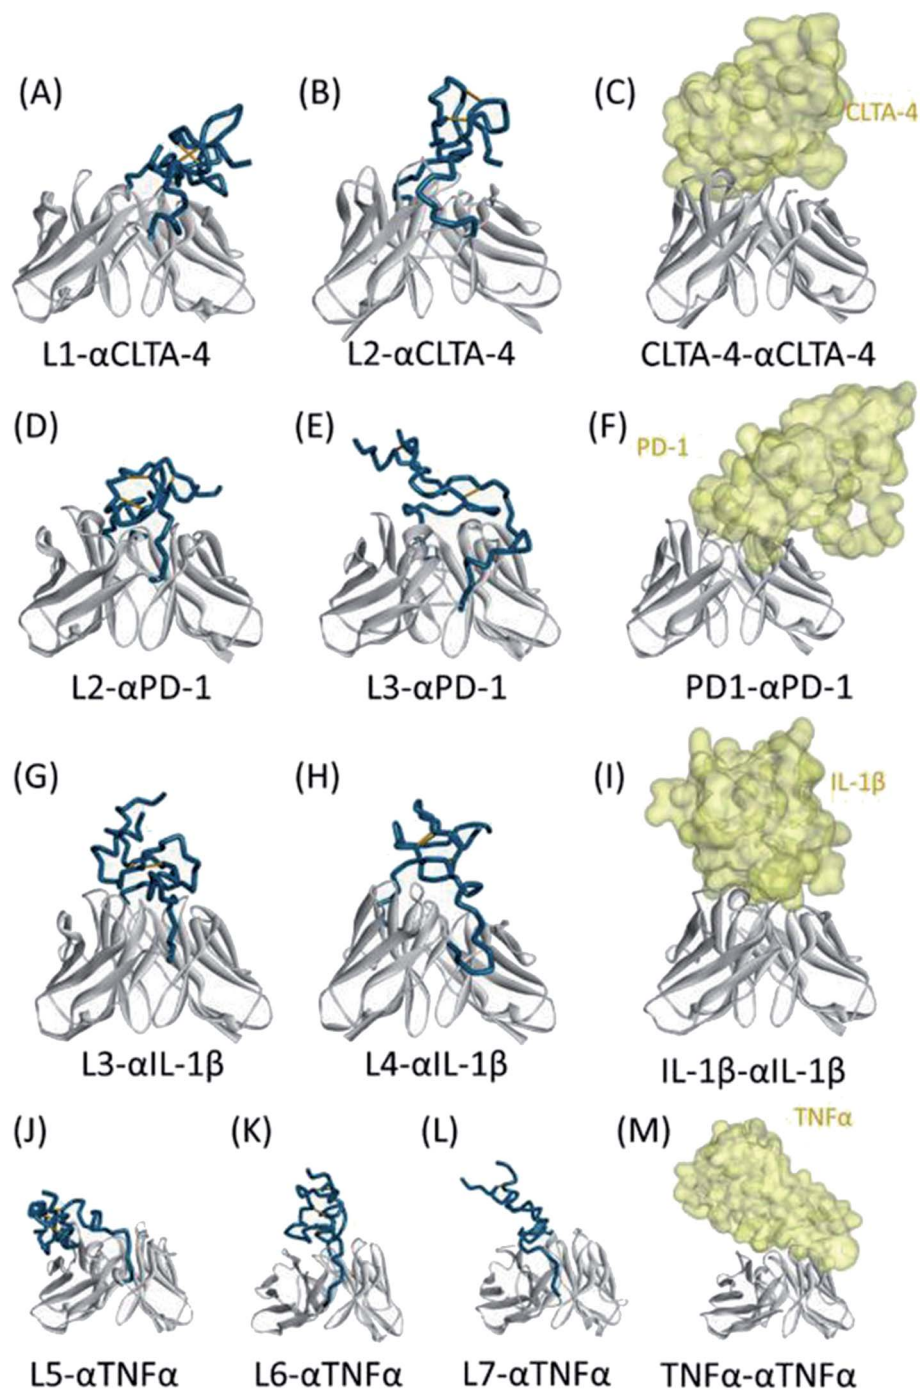 (A)
(B)
(C)
CLTA-4
L1-αCLTA-4
L2-αCLTA-4
CLTA-4-αCLTA-4
(D)
(E)
(F)
PD-1
L2-αPD-1
L3-αPD-1
PD1-αPD-1
(G)
(H)
(I)
IL-1β
L3-αIL-1β
L4-αIL-1β
IL-1β-αIL-1β
(J)
(K)
(L)
(M)
TNFα
L5-αTNFα
L6-αTNFα
L7-αTNFα
TNFα-αTNFα